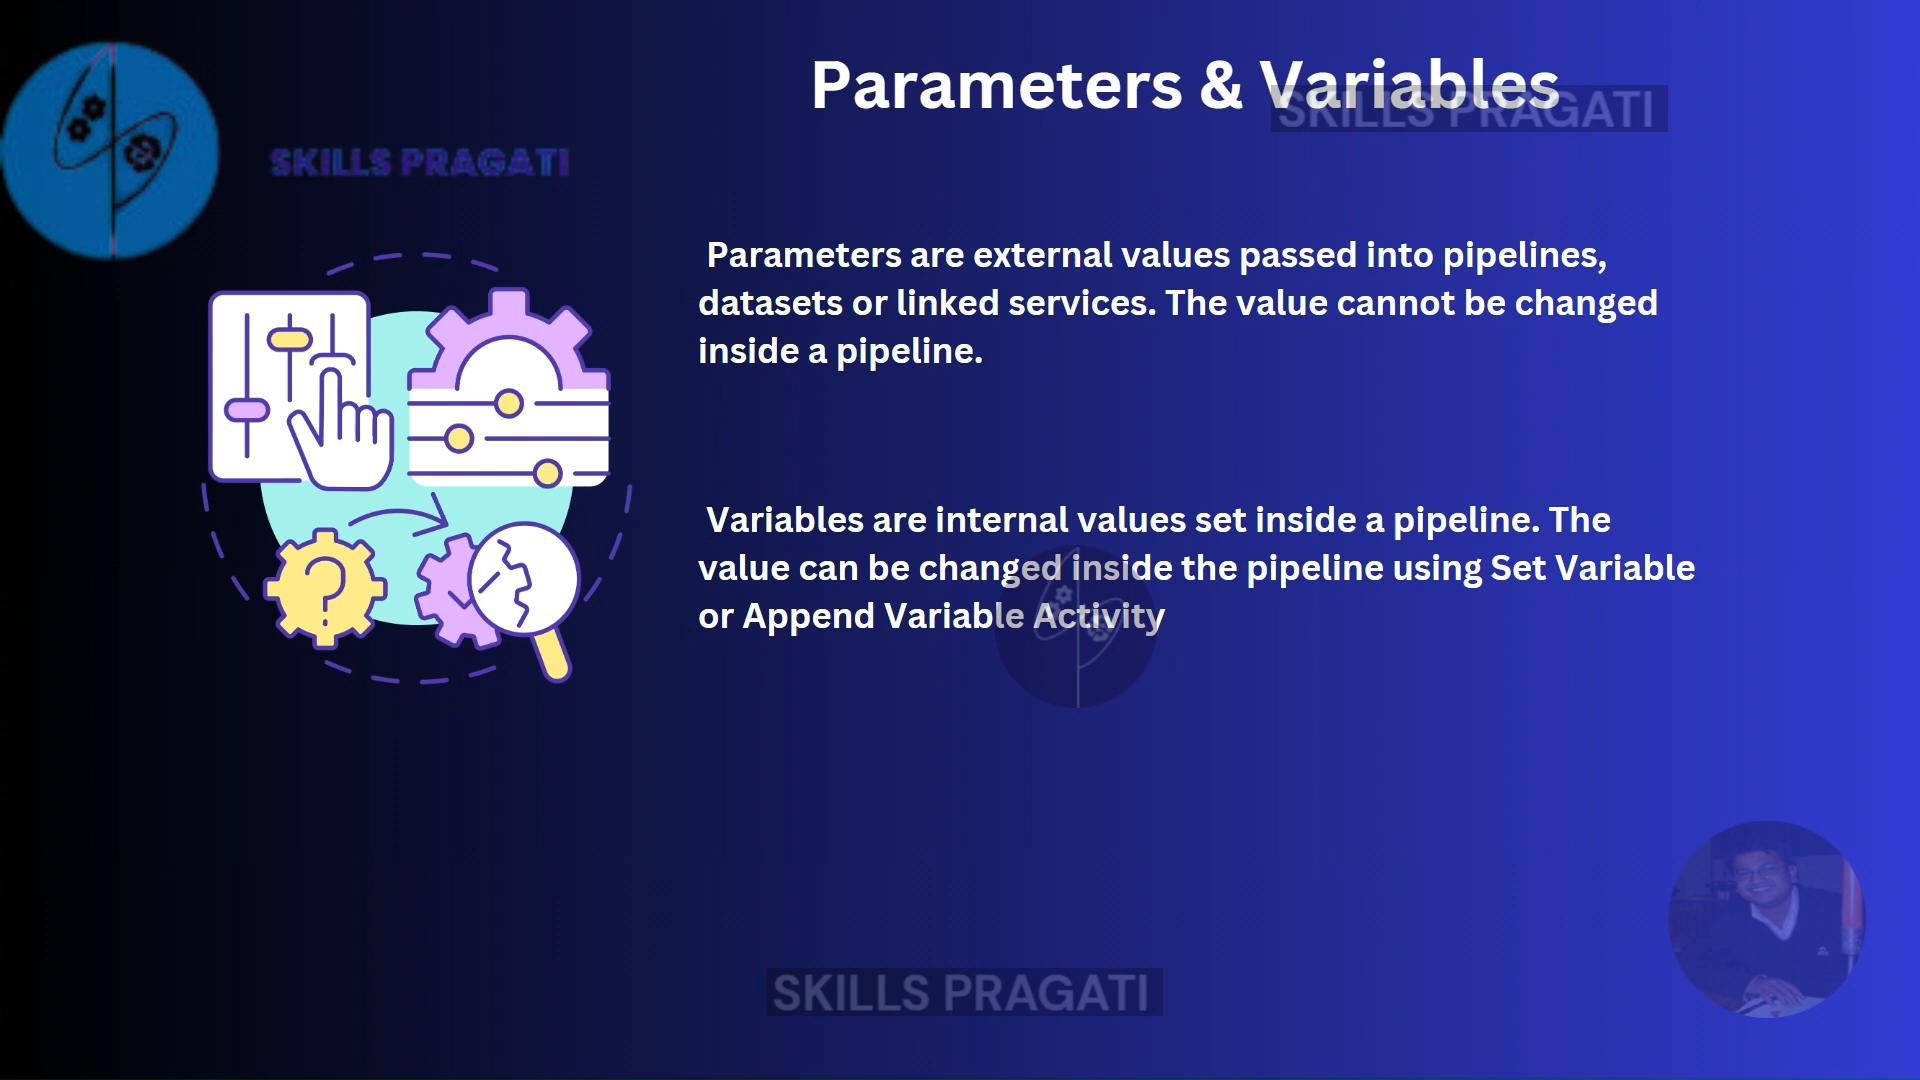 Parameters & Variables
SKILLS PRAGATI
SKILLS PRAGATI
Parameters are external values passed into pipelines,
datasets or linked services. The value cannot be changed
inside a pipeline.
Variables are internal values set inside a pipeline. The
value can be changed inside the pipeline using Set Variable
or Append Variable Activity
SKILLS PRAGATI